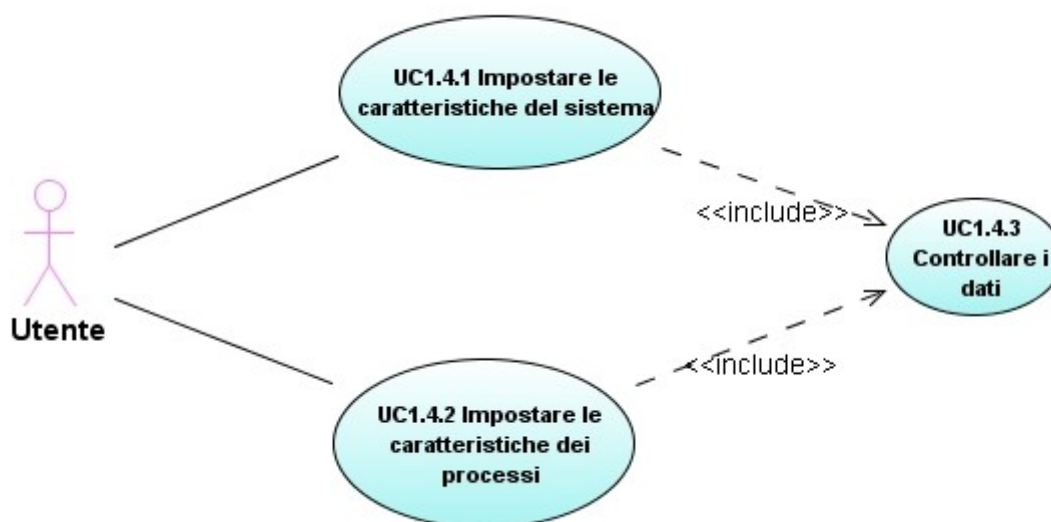 UC1.4.1 Impostare le
caratteristiche del sistema
<<include>>
UC1.4.3
Controllare i
dati
Utente
<<include>>
UC1.4.2 Impostare le
caratteristiche dei
processi